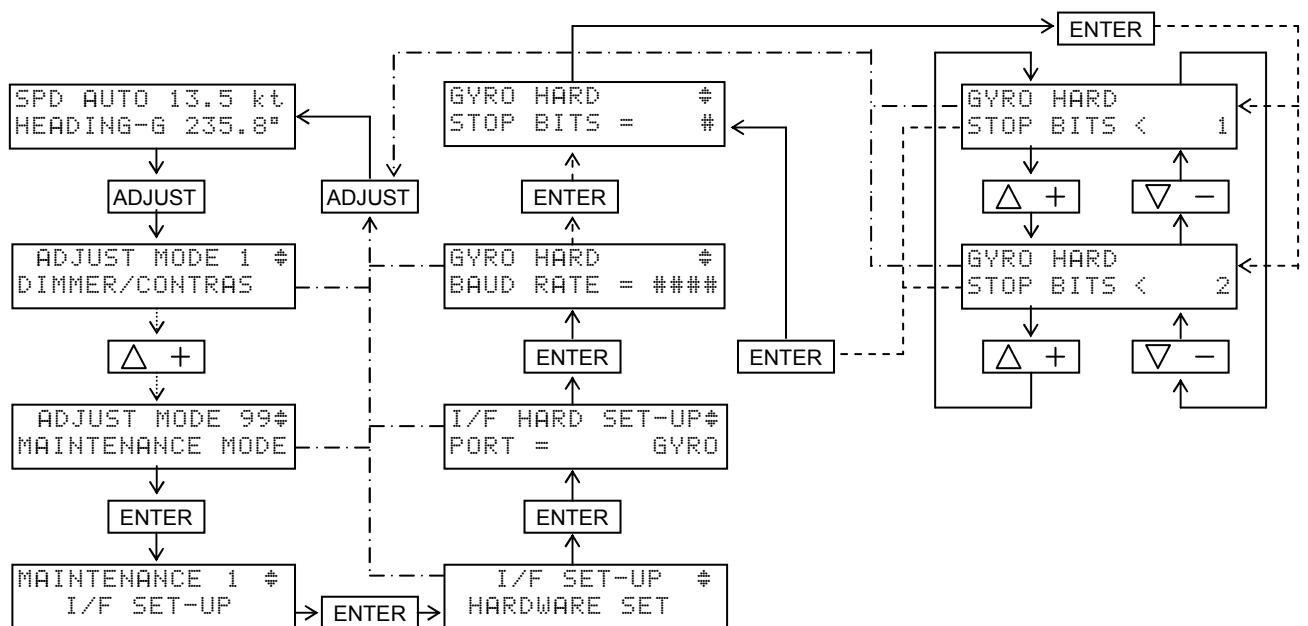 SPD AUTO 13.5 kt
HEADING-G 235.8°
ADJUST
ADJUST MODE 1 ≑
DIMMER/CONTRAS
△ +
ADJUST MODE 99≑
MAINTENANCE MODE
ENTER
MAINTENANCE 1 ≑
I/F SET-UP
ENTER
ADJUST
GYRO HARD ≑
STOP BITS = #
ENTER
GYRO HARD ≑
BAUD RATE = ####
ENTER
I/F HARD SET-UP≑
PORT = GYRO
ENTER
I/F SET-UP ≑
HARDWARE SET
ENTER
ENTER
GYRO HARD
STOP BITS < 1
△ +
▽ −
GYRO HARD
STOP BITS < 2
△ +
▽ −